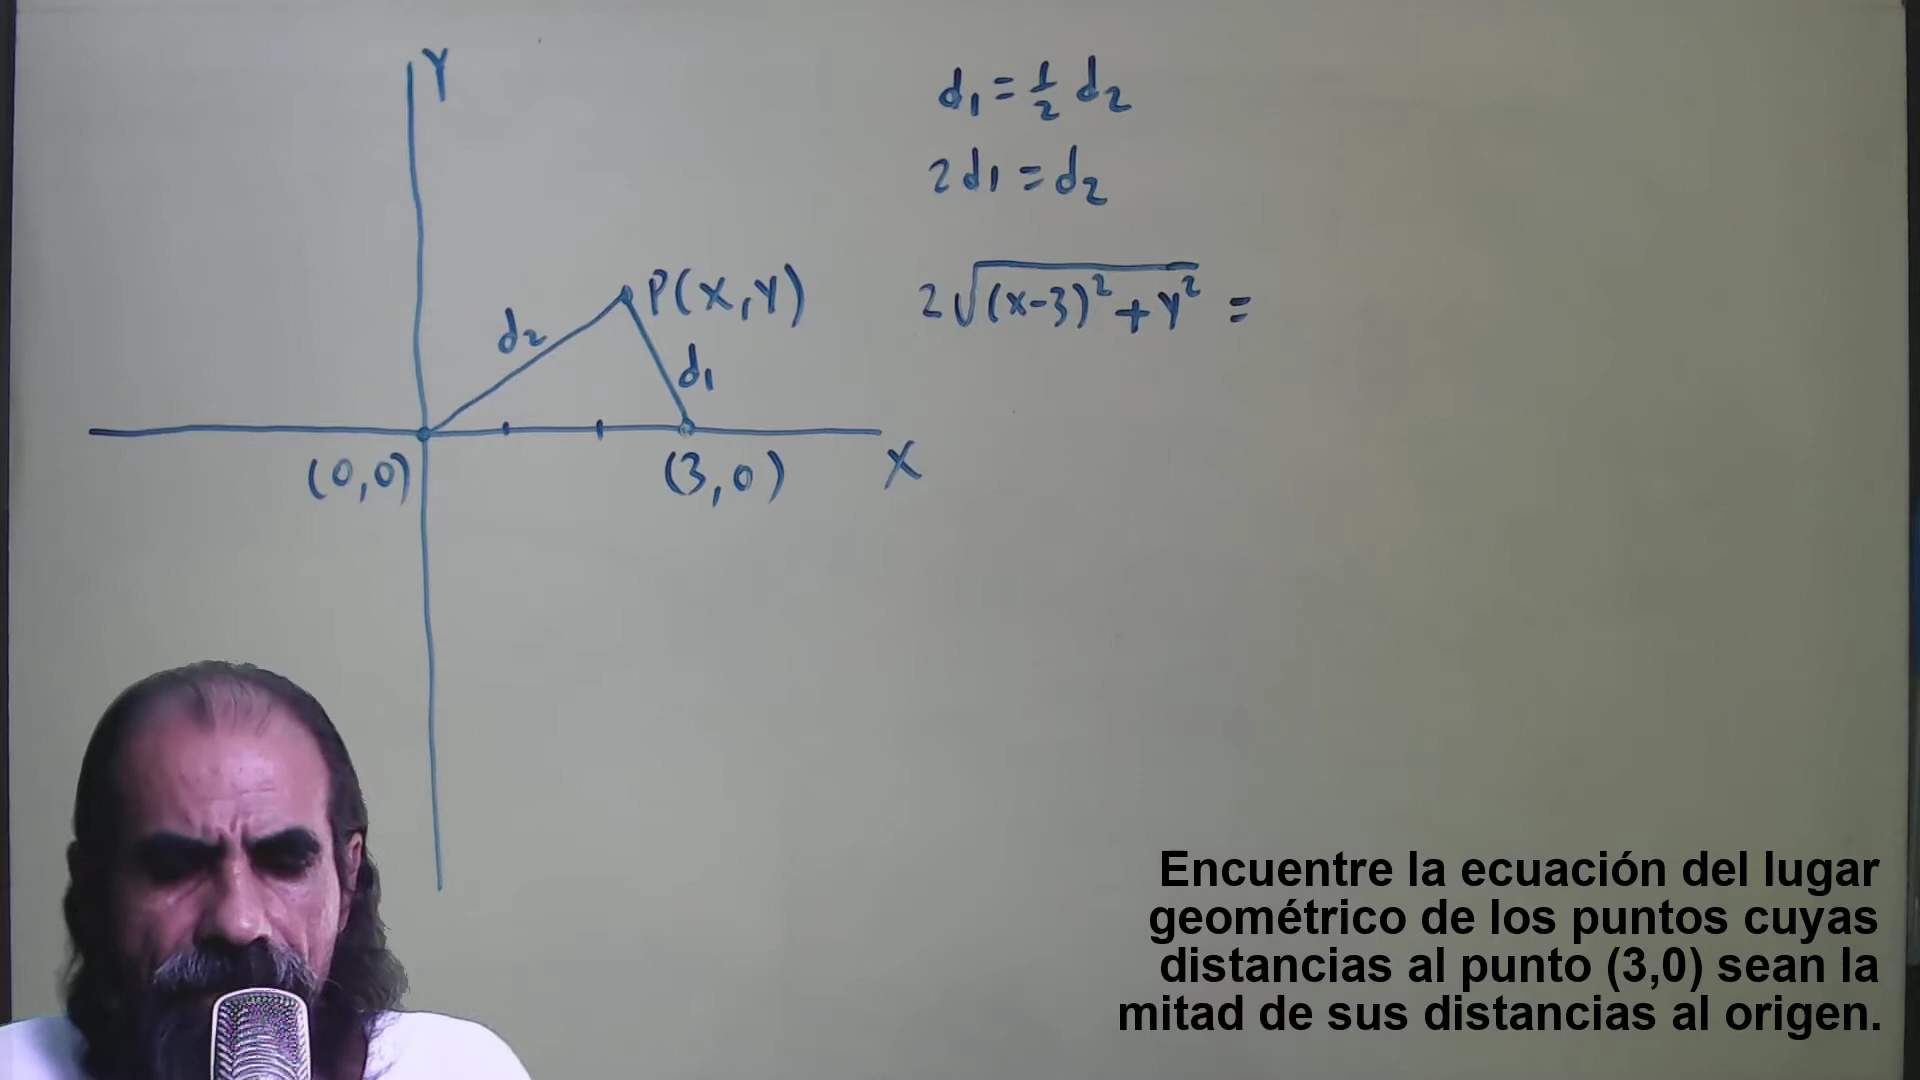 Y
d₁ = 1/2 d₂
2d₁ = d₂
P(X,Y)
2√((x-3)² + Y²) =
d₂
d₁
(0,0)
(3,0)
X
Encuentre la ecuación del lugar
geométrico de los puntos cuyas
distancias al punto (3,0) sean la
mitad de sus distancias al origen.